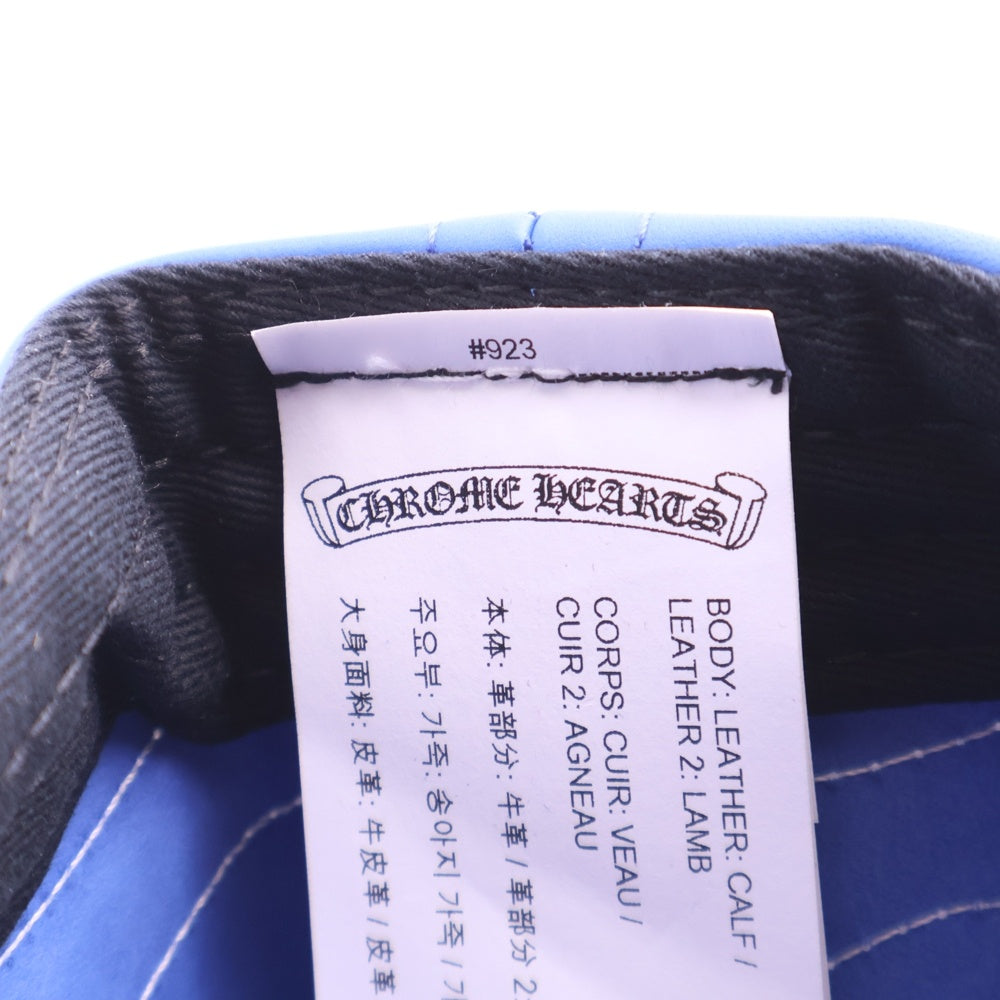 #923
CHROME HEARTS
BODY: LEATHER: CALF /
LEATHER 2: LAMB
CORPS: CUIR: VEAU /
CUIR 2: AGNEAU
本体: 革部分: 牛革 / 革部分 2:
주요부: 가죽: 송아지 가죽 /
大身面料: 皮革: 牛皮革 / 皮革